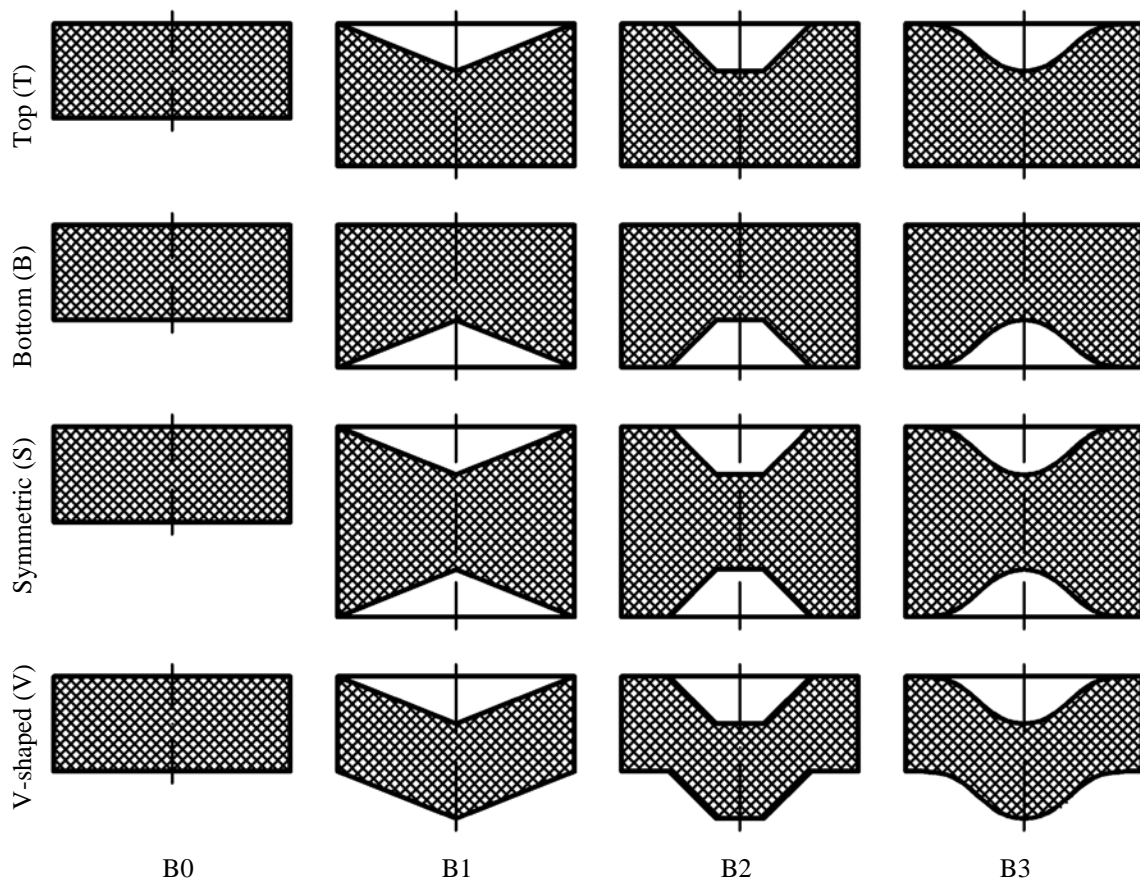 Top (T)
Bottom (B)
Symmetric (S)
V-shaped (V)
B0 B1 B2 B3